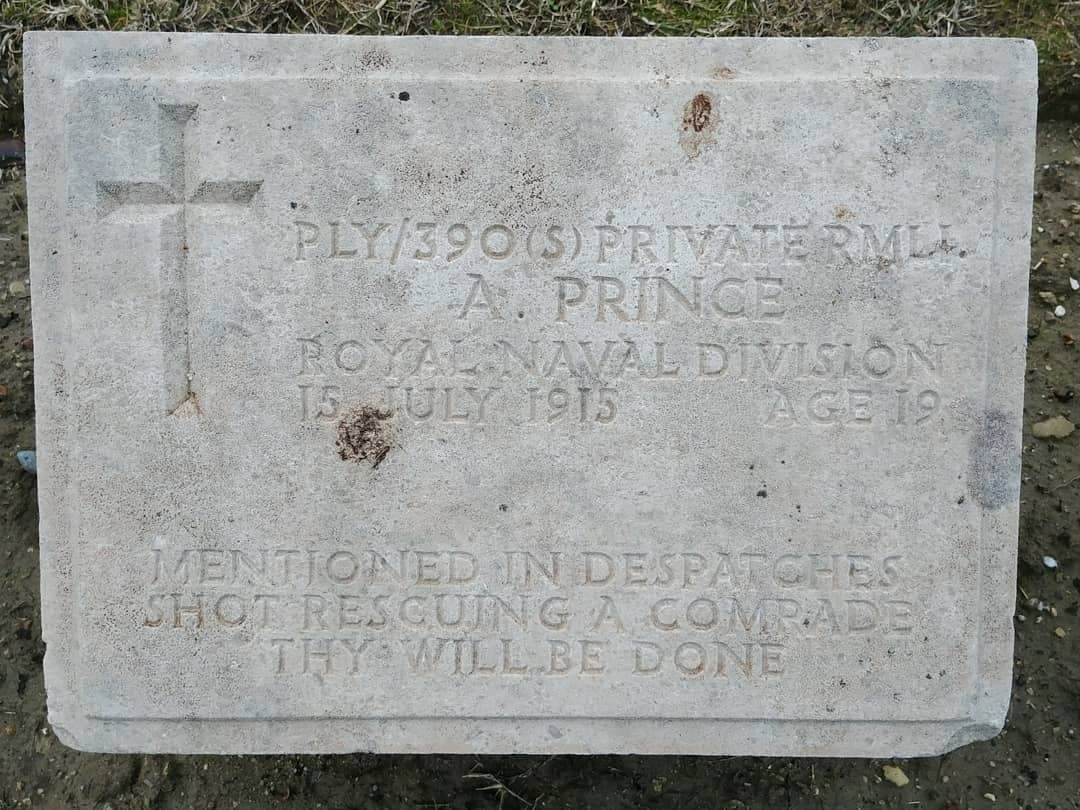 PLY/390(S) PRIVATE RMLI.
A. PRINCE
ROYAL NAVAL DIVISION
15 JULY 1915 AGE 19
MENTIONED IN DESPATCHES
SHOT RESCUING A COMRADE
THY WILL BE DONE